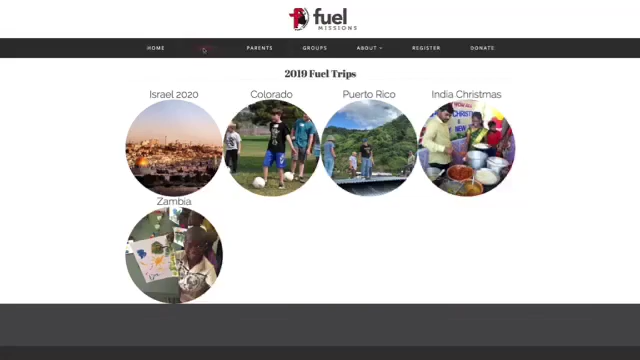 fuel
MISSIONS
HOME
PARENTS
GROUPS
ABOUT
REGISTER
DONATE
2019 Fuel Trips
Israel 2020
Colorado
Puerto Rico
India Christmas
Zambia